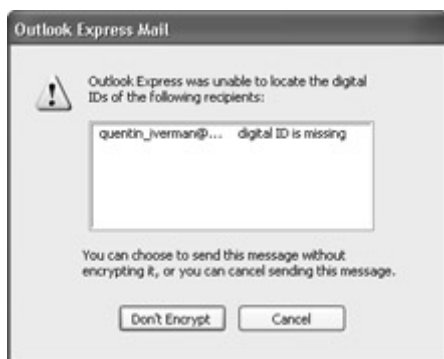 Outlook Express Mail
Outlook Express was unable to locate the digital
IDs of the following recipients:
quentin_iverman@... digital ID is missing
You can choose to send this message without
encrypting it, or you can cancel sending this message.
Don't Encrypt
Cancel